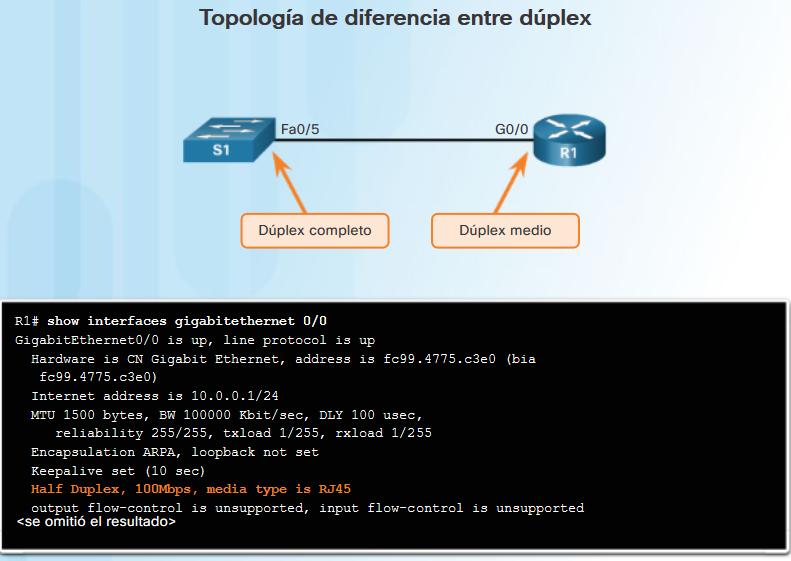 Topología de diferencia entre dúplex
Fa0/5
G0/0
S1
R1
Dúplex completo
Dúplex medio
R1# show interfaces gigabitethernet 0/0
GigabitEthernet0/0 is up, line protocol is up
Hardware is CN Gigabit Ethernet, address is fc99.4775.c3e0 (bia
fc99.4775.c3e0)
Internet address is 10.0.0.1/24
MTU 1500 bytes, BW 100000 Kbit/sec, DLY 100 usec,
reliability 255/255, txload 1/255, rxload 1/255
Encapsulation ARPA, loopback not set
Keepalive set (10 sec)
Half Duplex, 100Mbps, media type is RJ45
output flow-control is unsupported, input flow-control is unsupported
<se omitió el resultado>